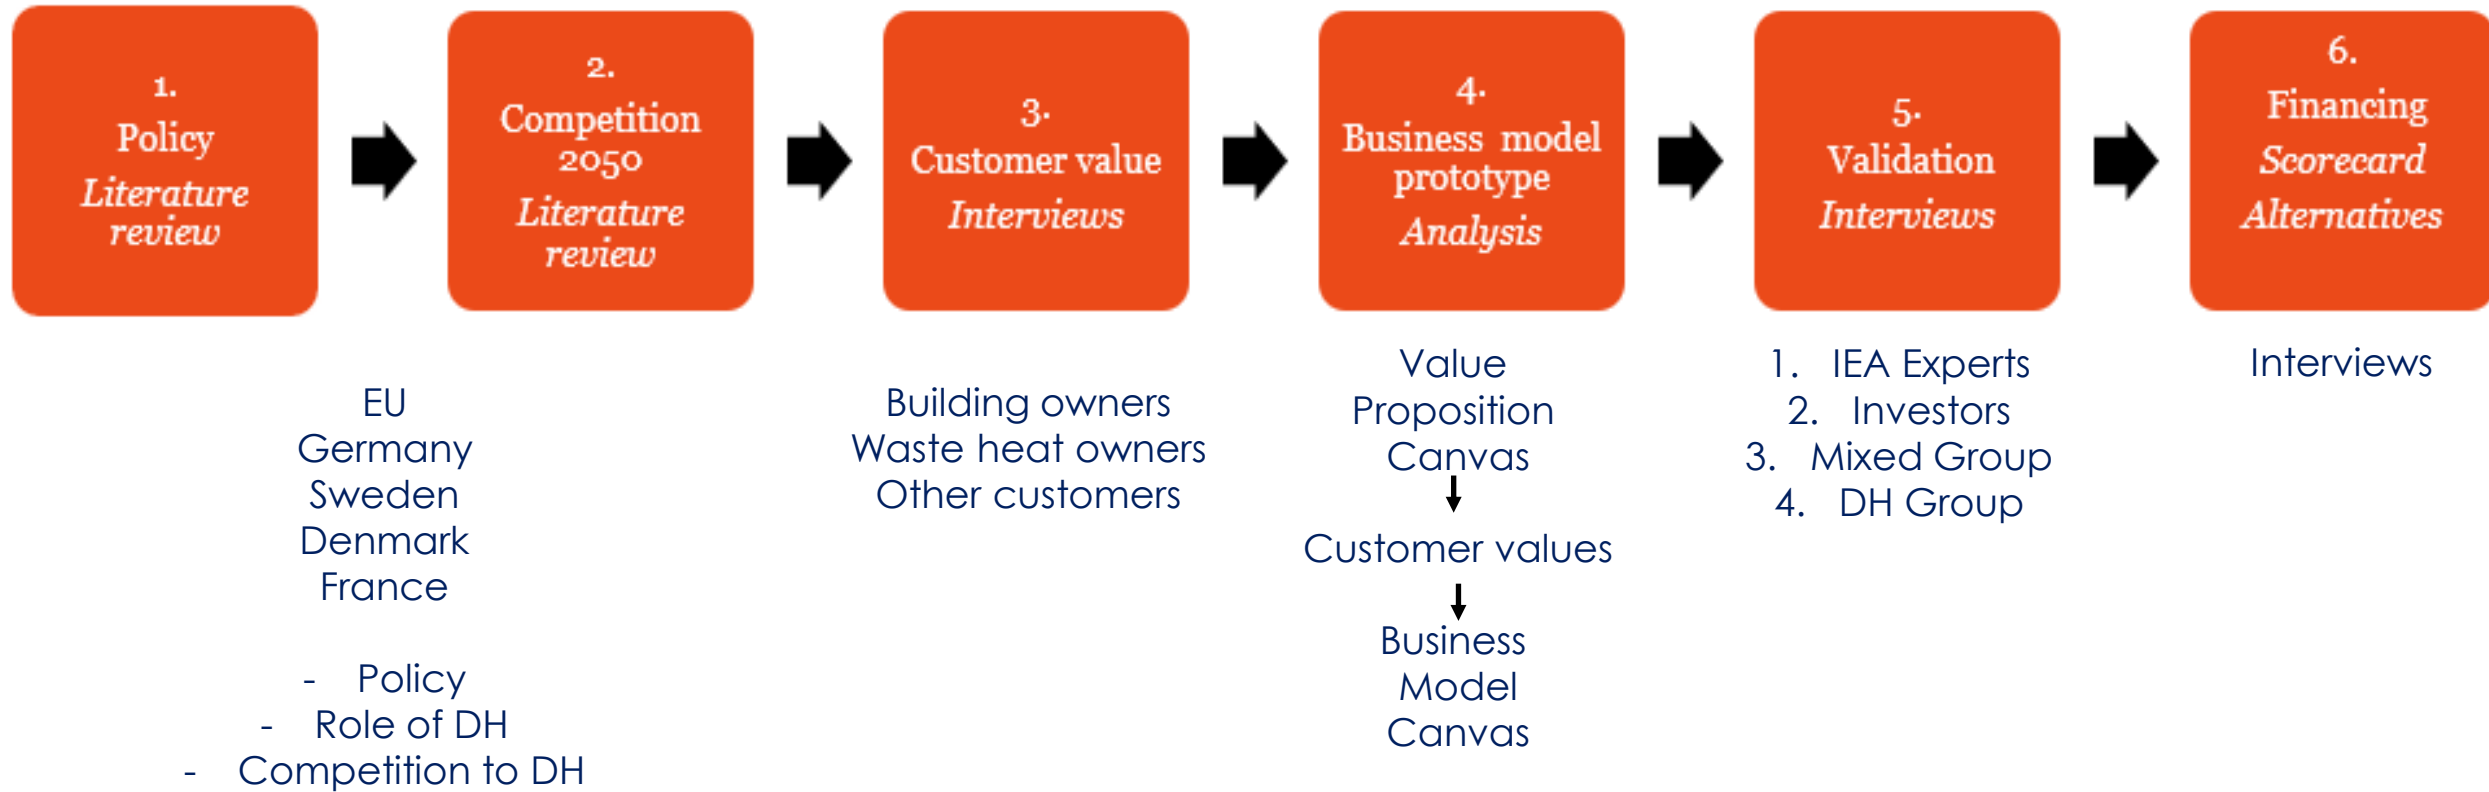 1.
Policy
Literature
review
2.
Competition
2050
Literature
review
3.
Customer value
Interviews
4.
Business model
prototype
Analysis
5.
Validation
Interviews
6.
Financing
Scorecard
Alternatives
EU
Germany
Sweden
Denmark
France
- Policy
- Role of DH
- Competition to DH
Building owners
Waste heat owners
Other customers
Value
Proposition
Canvas
Customer values
Business
Model
Canvas
1. IEA Experts
2. Investors
3. Mixed Group
4. DH Group
Interviews